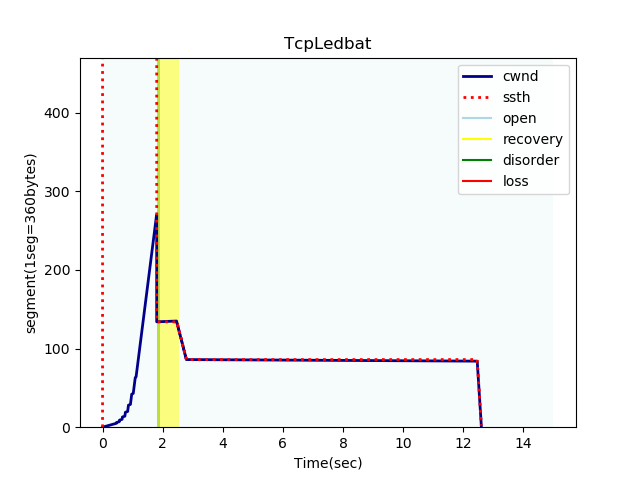 TcpLedbat
cwnd
ssth
open
recovery
disorder
loss
400
300
200
100
0
segment(1seg=360bytes)
0 2 4 6 8 10 12 14
Time(sec)